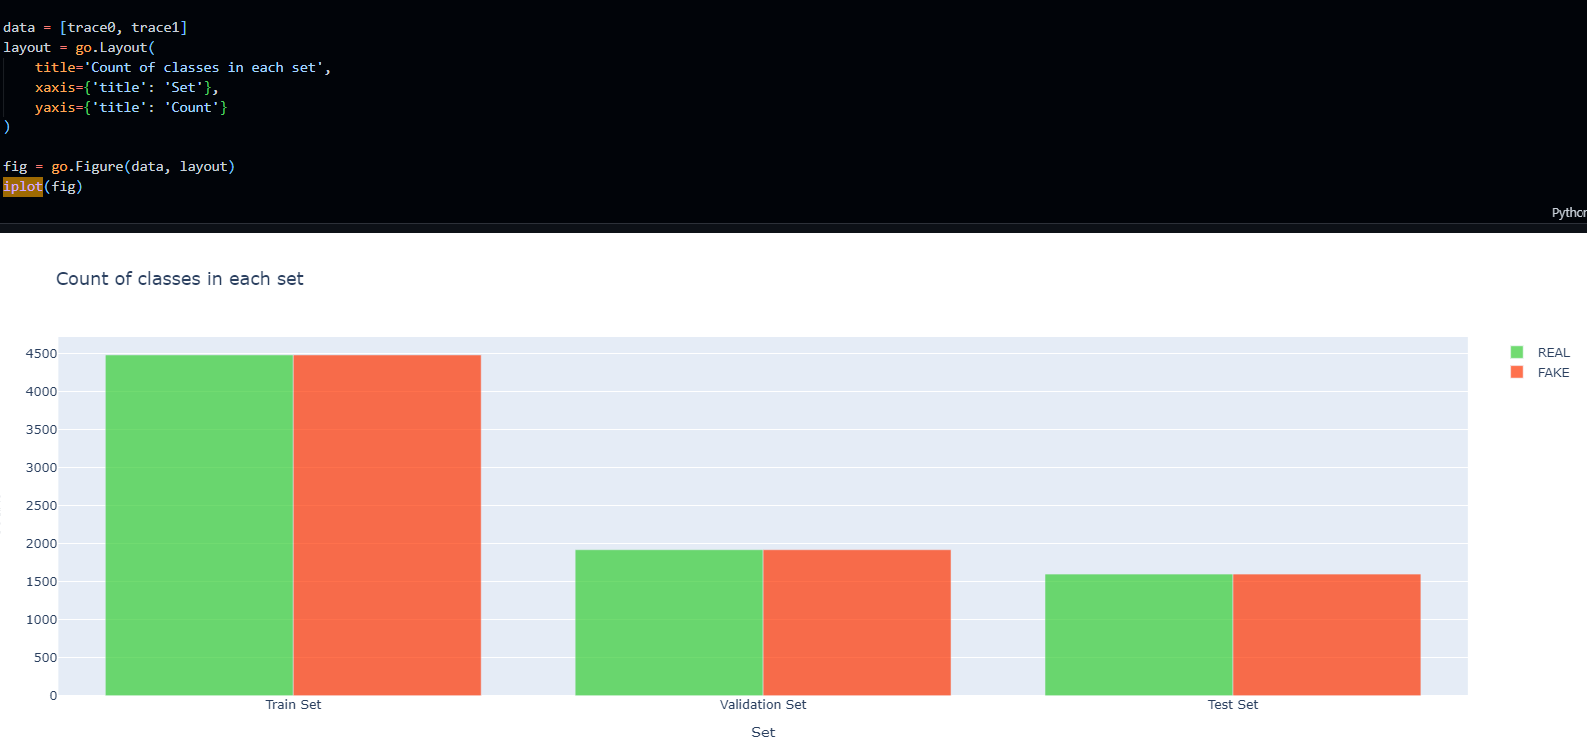 data = [trace0, trace1]
layout = go.Layout(
    title='Count of classes in each set',
    xaxis={'title': 'Set'},
    yaxis={'title': 'Count'}
)
fig = go.Figure(data, layout)
iplot(fig)
Python
Count of classes in each set
4500
4000
3500
3000
2500
2000
1500
1000
500
0
REAL
FAKE
Train Set
Validation Set
Test Set
Set